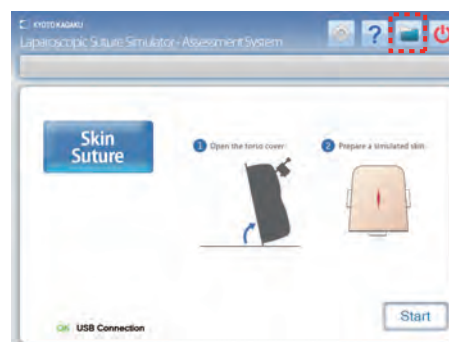 KYOTO KAGAKU
Laparoscopic Suture Simulator - Assessment System
?
Skin
Suture
1 Open the torso cover
2 Prepare a simulated skin
OK USB Connection
Start